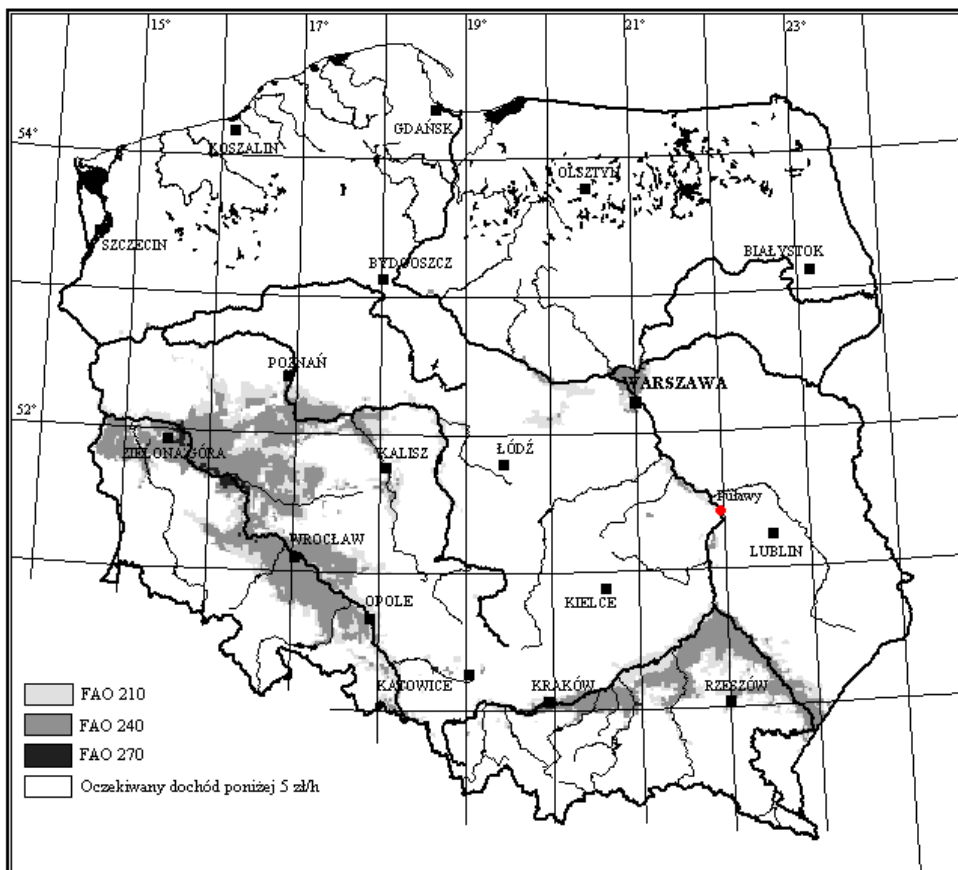 15°
17°
19°
21°
23°
54°
GDAŃSK
KOSZALIN
OLSZTYN
SZCZECIN
BIAŁYSTOK
BYDGOSZCZ
POZNAŃ
WARSZAWA
52°
ZIELONA GÓRA
KALISZ
ŁÓDŹ
Puławy
WROCŁAW
LUBLIN
OPOLE
KIELCE
KATOWICE
KRAKÓW
RZESZÓW
FAO 210
FAO 240
FAO 270
Oczekiwany dochód poniżej 5 zł/h